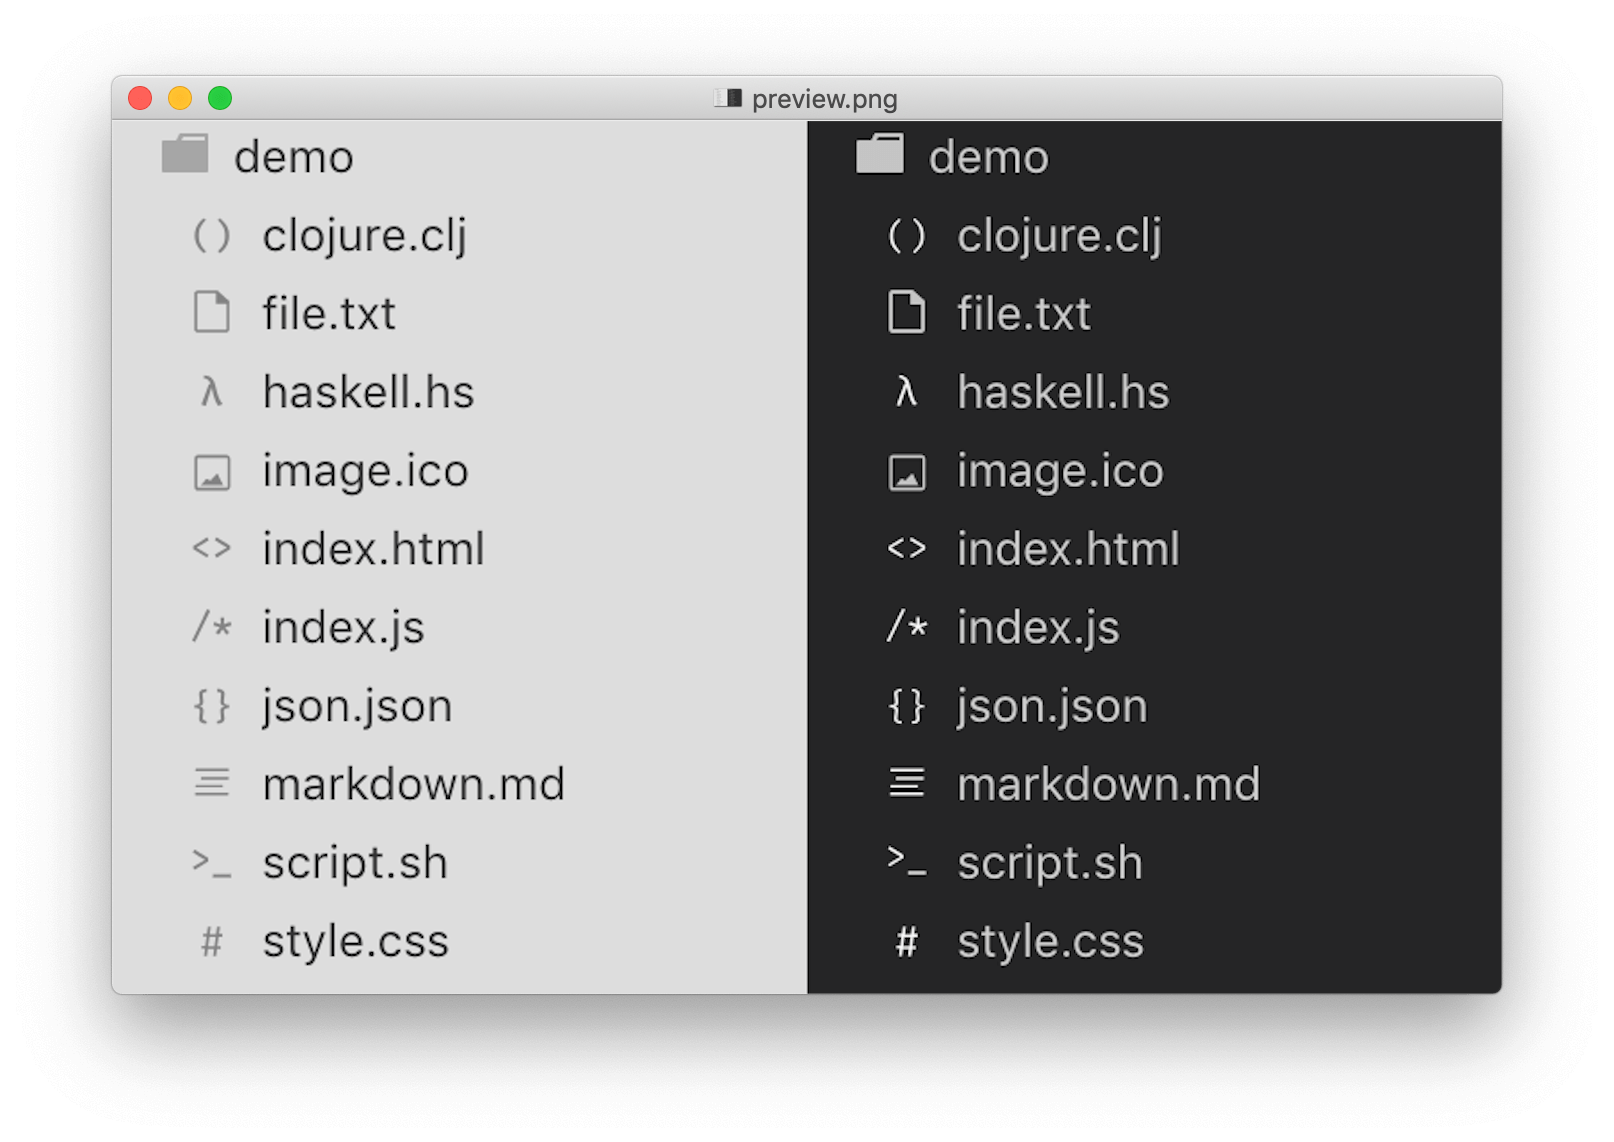 preview.png
demo
() clojure.clj
file.txt
λ haskell.hs
image.ico
<> index.html
/* index.js
{} json.json
markdown.md
>_ script.sh
# style.css
demo
() clojure.clj
file.txt
λ haskell.hs
image.ico
<> index.html
/* index.js
{} json.json
markdown.md
>_ script.sh
# style.css